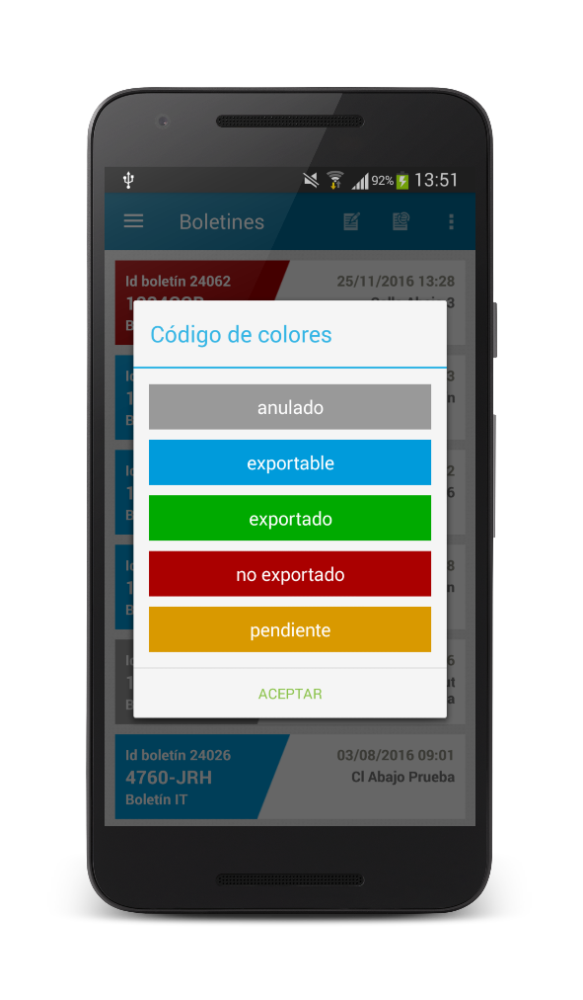 92% 13:51
Boletines
Id boletín 24062
25/11/2016 13:28
Código de colores
anulado
exportable
exportado
no exportado
pendiente
ACEPTAR
Id boletín 24026
03/08/2016 09:01
4760-JRH
Cl Abajo Prueba
Boletín IT